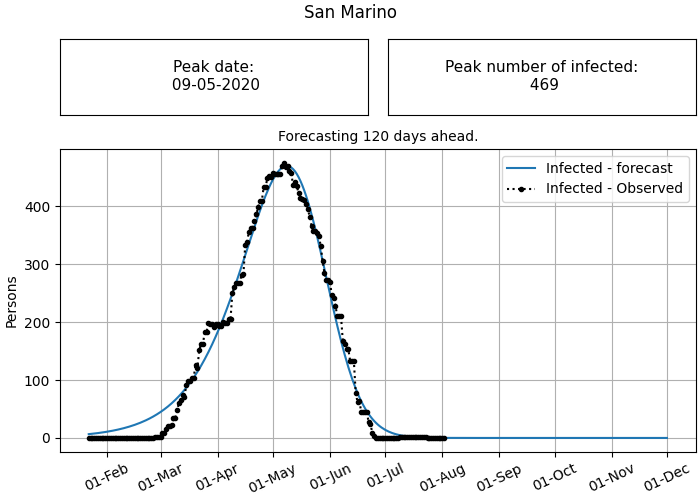 San Marino
Peak date:
09-05-2020
Peak number of infected:
469
Forecasting 120 days ahead.
Infected - forecast
Infected - Observed
Persons
400
300
200
100
0
01-Feb
01-Mar
01-Apr
01-May
01-Jun
01-Jul
01-Aug
01-Sep
01-Oct
01-Nov
01-Dec